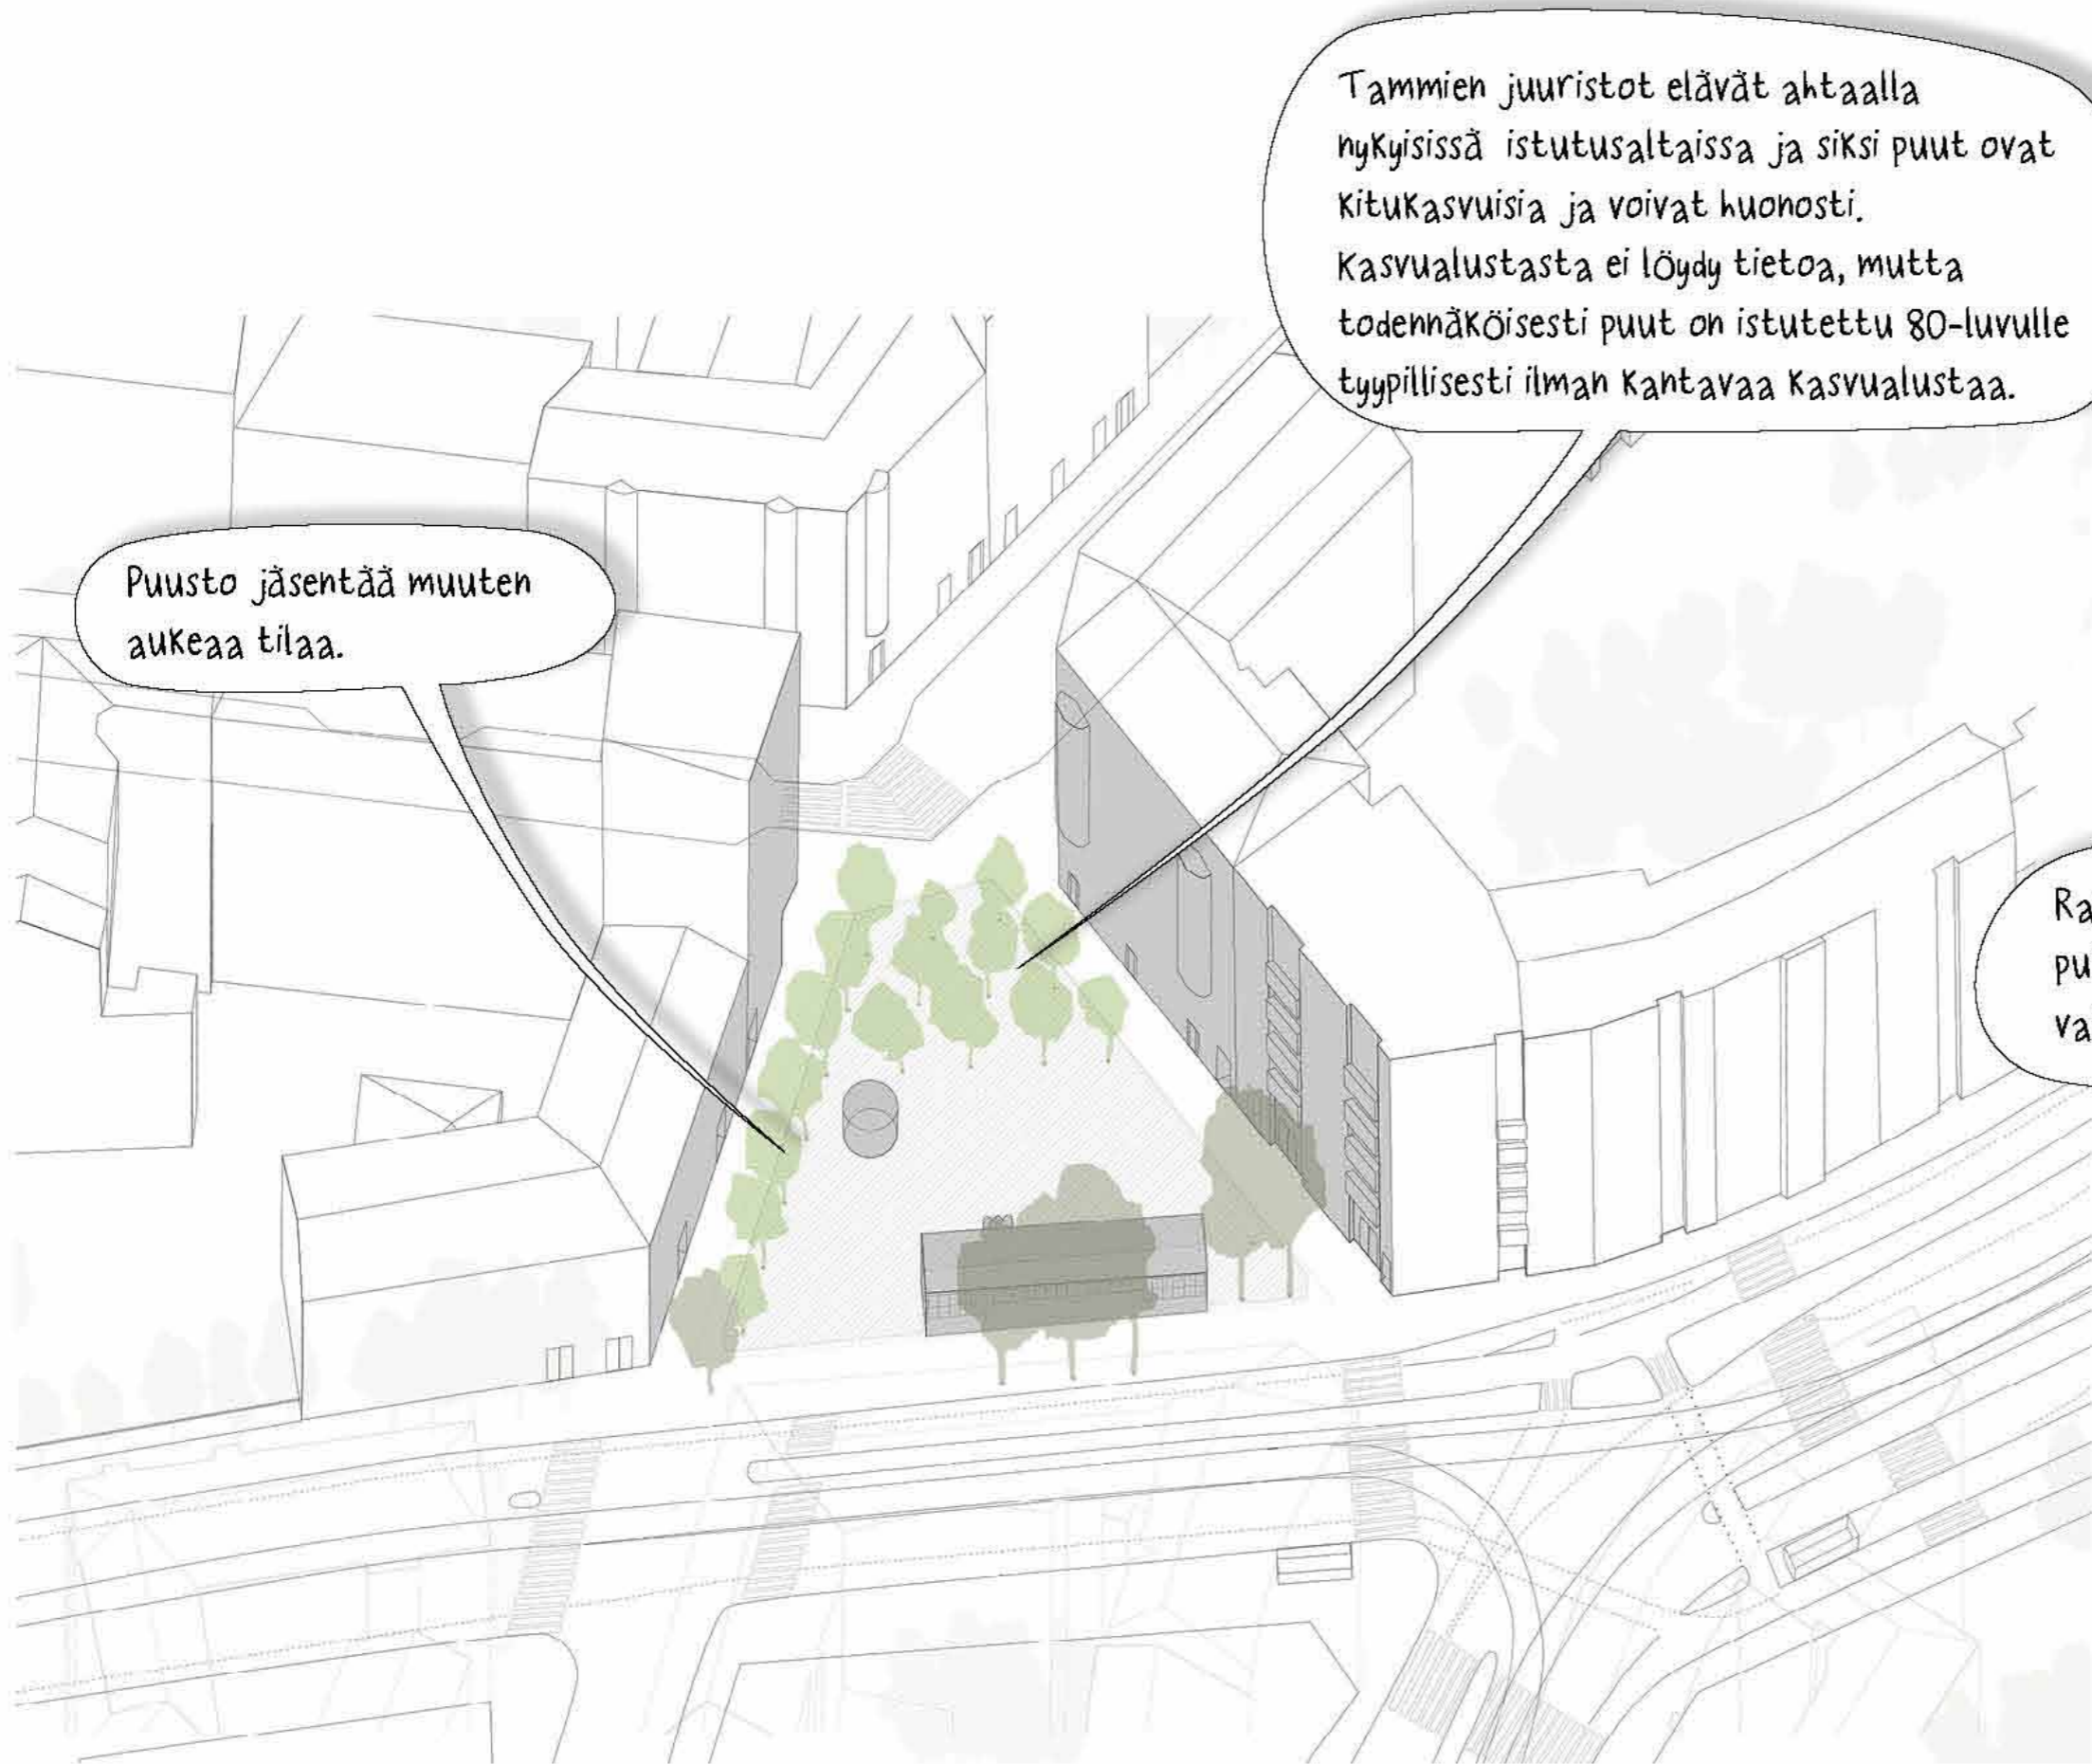 Tammien juuristot elävät ahtaalla
nykyisissä istutusaltaissa ja siksi puut ovat
kitukasvuisia ja voivat huonosti.
Kasvualustasta ei löydy tietoa, mutta
todennäköisesti puut on istutettu 80-luvulle
tyypillisesti ilman kantavaa kasvualustaa.
Puusto jäsentää muuten
aukeaa tilaa.